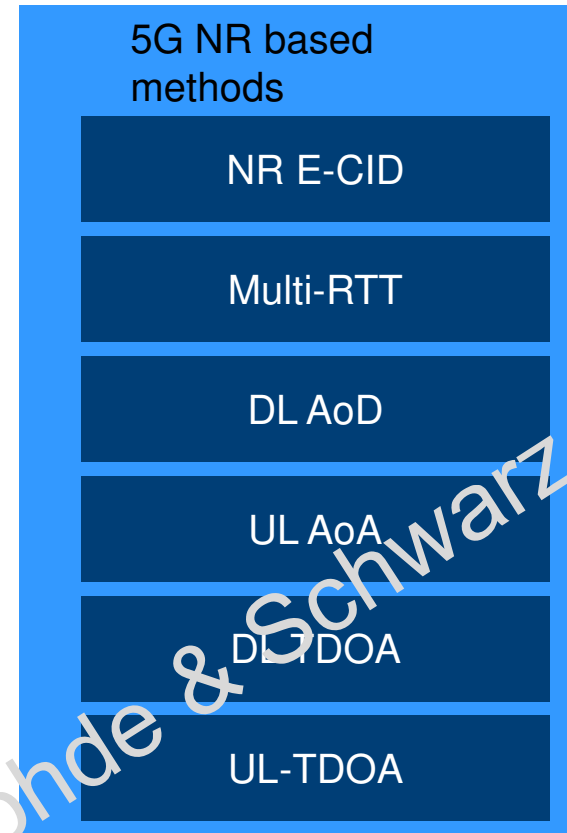 5G NR based
methods
NR E-CID
Multi-RTT
DL AoD
UL AoA
DL-TDOA
UL-TDOA
ohde & Schwarz